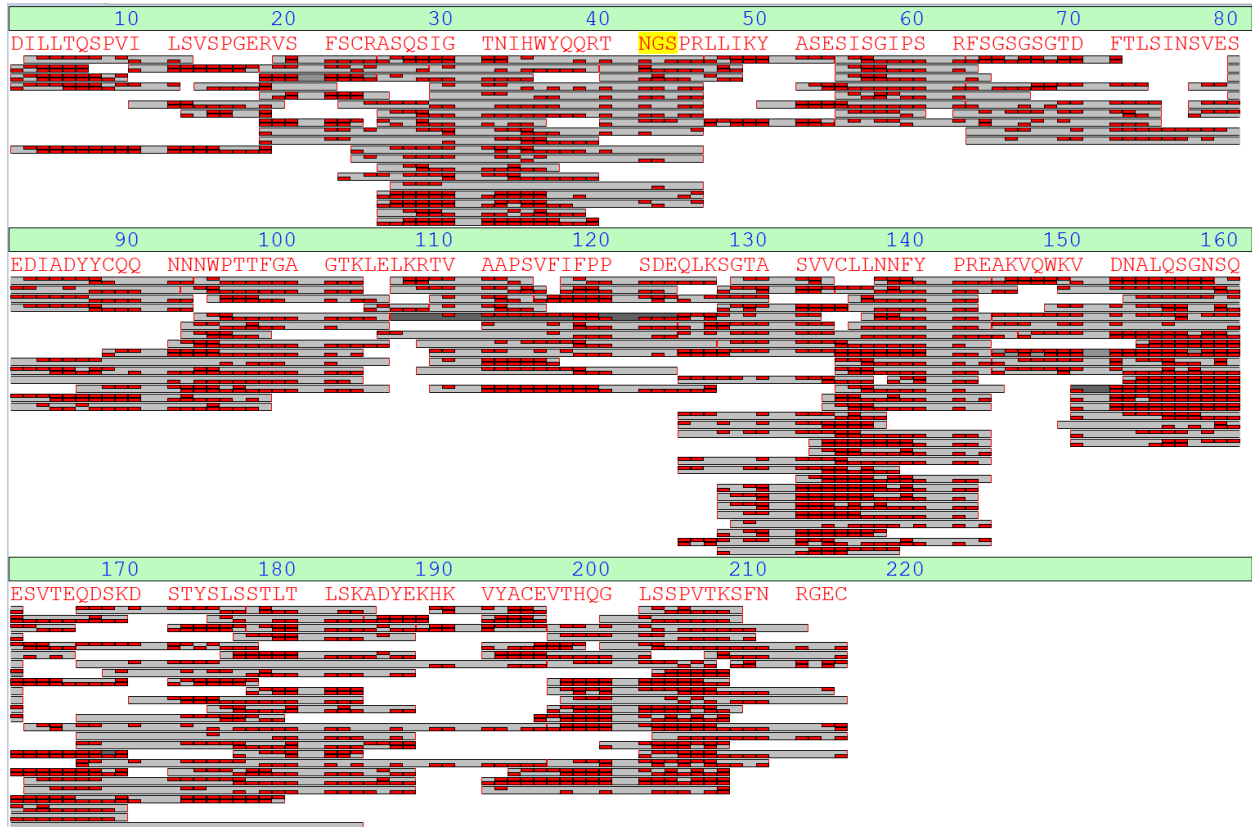 10 20 30 40 50 60 70 80
DILLTQSPVI LSVSPGERVS FSCRASQSIG TNIHWYQQRT NGSPRLLIKY ASESISGIPS RFSGSGSGTD FTLSINSVES
90 100 110 120 130 140 150 160
EDIADYYCQQ NNNWPTTFGA GTKLELKRTV AAPSVFIFPP SDEQLKSGTA SVVCLLNNFY PREAKVQWKV DNALQSGNSQ
170 180 190 200 210 220
ESVTEQDSKD STYSLSSTLT LSKADYEKHK VYACEVTHQG LSSPVTKSFN RGEC